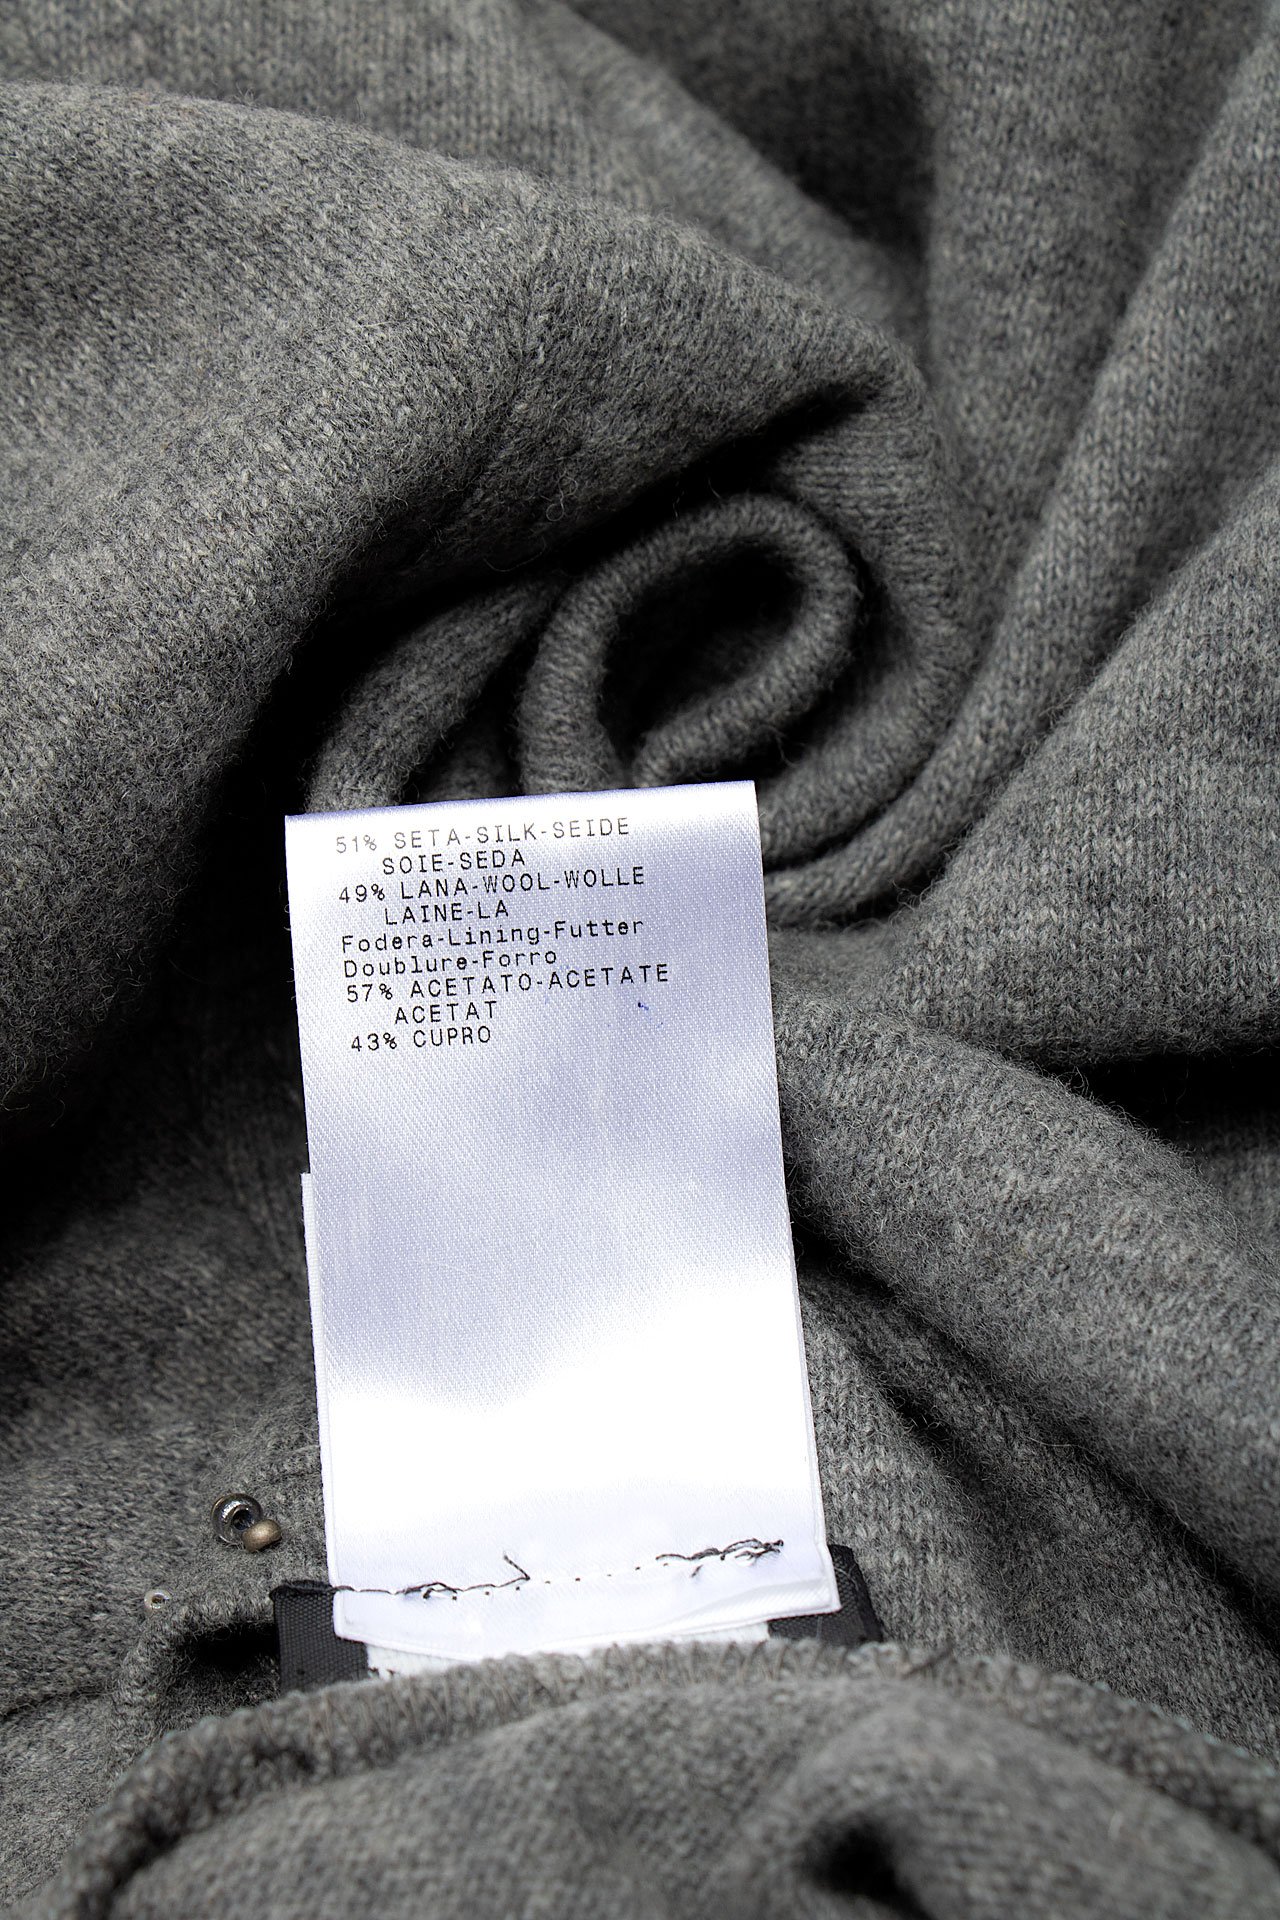 51% SETA-SILK-SEIDE
SOIE-SEDA
49% LANA-WOOL-WOLLE
LAINE-LA
Fodera-Lining-Futter
Doublure-Forro
57% ACETATO-ACETATE
ACETAT
43% CUPRO